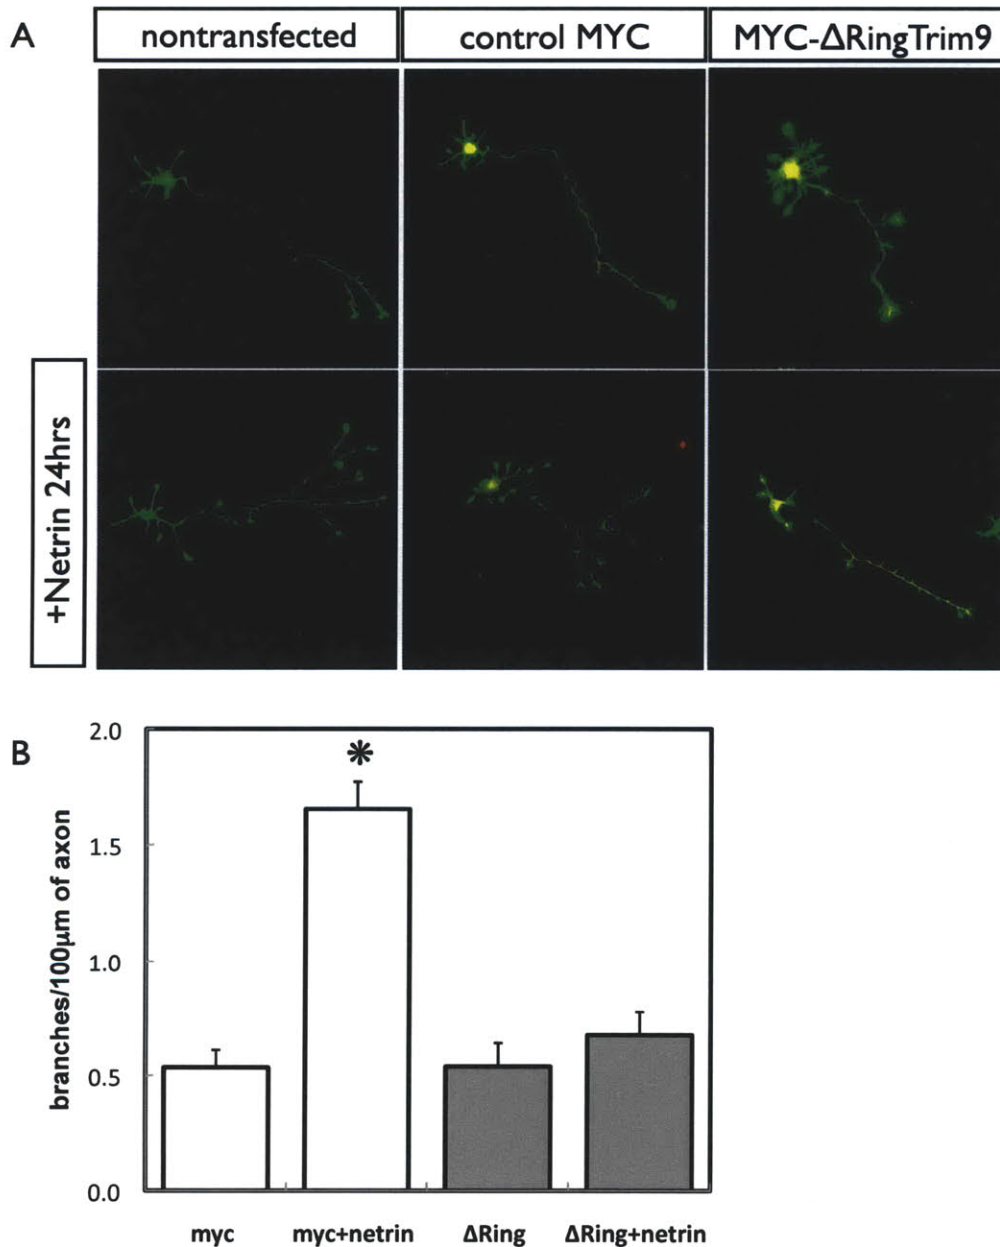 A
nontransfected
control MYC
MYC-ΔRingTrim9
+Netrin 24hrs
B
branches/100µm of axon
2.0
1.5
1.0
0.5
0.0
*
myc
myc+netrin
ΔRing
ΔRing+netrin